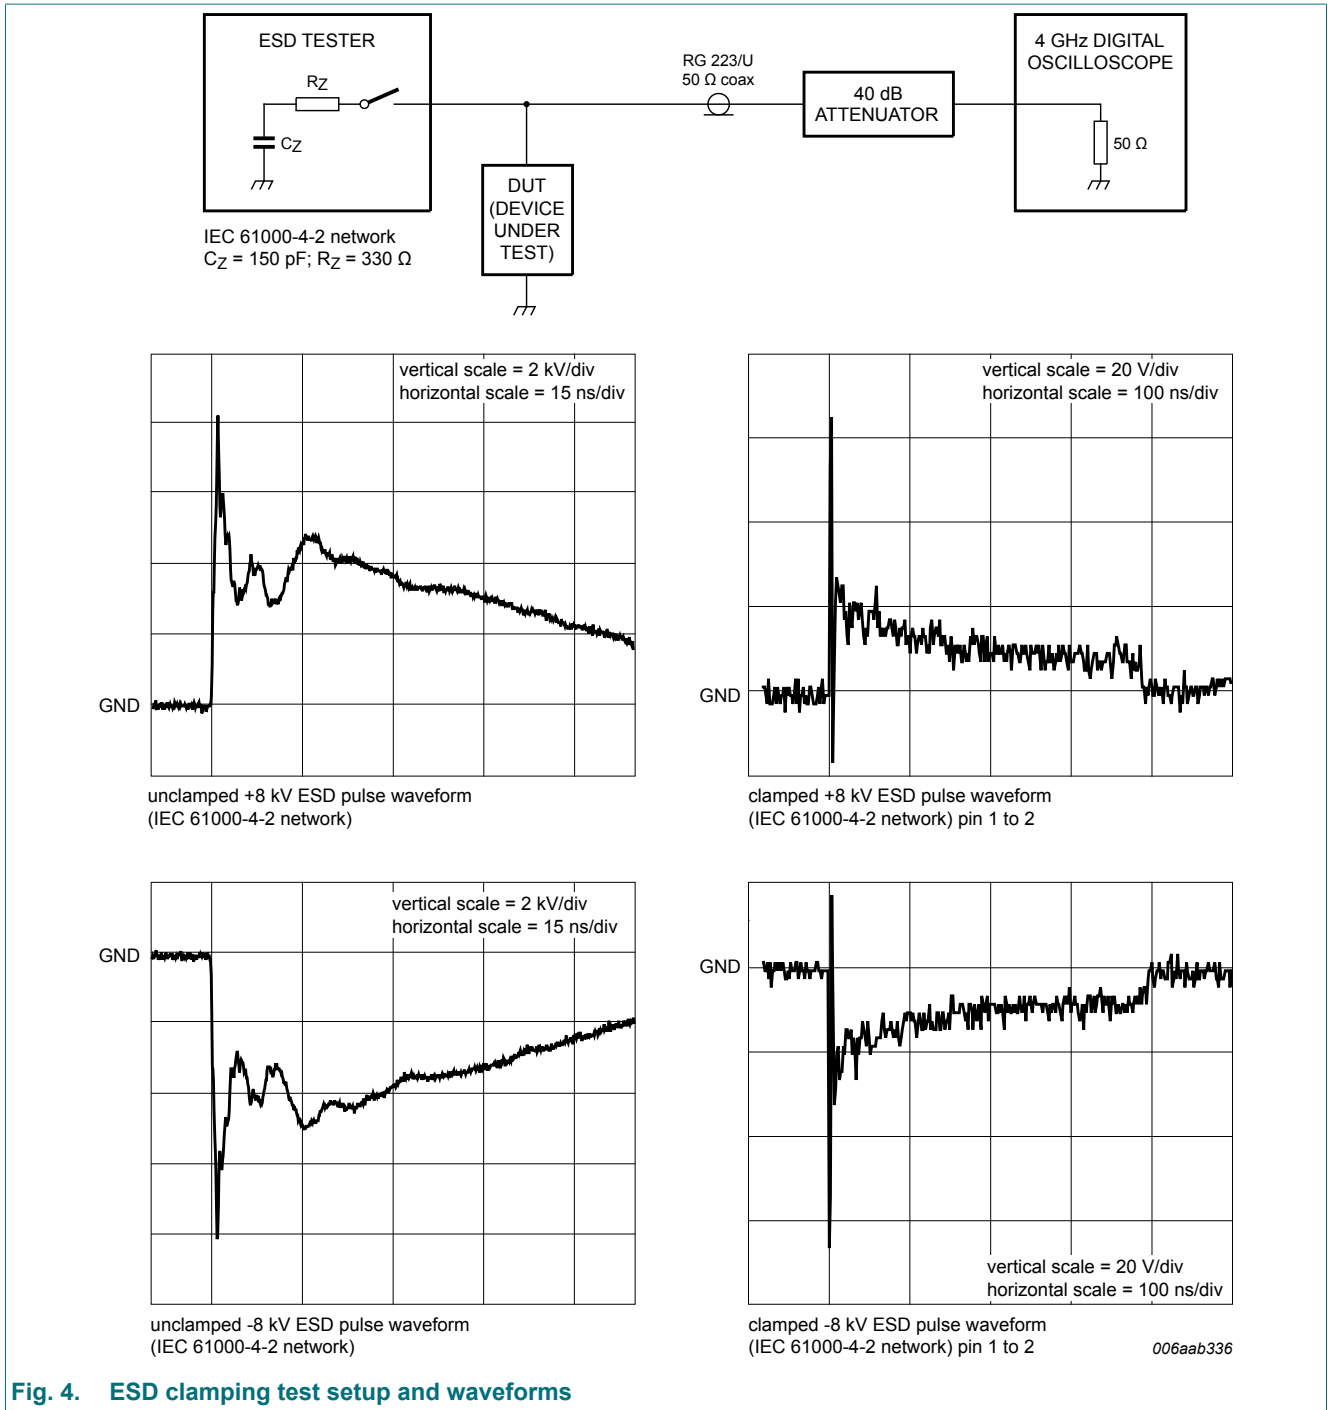 ESD TESTER
RZ
CZ
IEC 61000-4-2 network
CZ = 150 pF; RZ = 330 Ω
DUT
(DEVICE
UNDER
TEST)
RG 223/U
50 Ω coax
40 dB
ATTENUATOR
4 GHz DIGITAL
OSCILLOSCOPE
50 Ω
vertical scale = 2 kV/div
horizontal scale = 15 ns/div
GND
unclamped +8 kV ESD pulse waveform
(IEC 61000-4-2 network)
vertical scale = 20 V/div
horizontal scale = 100 ns/div
GND
clamped +8 kV ESD pulse waveform
(IEC 61000-4-2 network) pin 1 to 2
vertical scale = 2 kV/div
horizontal scale = 15 ns/div
GND
unclamped -8 kV ESD pulse waveform
(IEC 61000-4-2 network)
GND
vertical scale = 20 V/div
horizontal scale = 100 ns/div
clamped -8 kV ESD pulse waveform
(IEC 61000-4-2 network) pin 1 to 2
006aab336
Fig. 4. ESD clamping test setup and waveforms